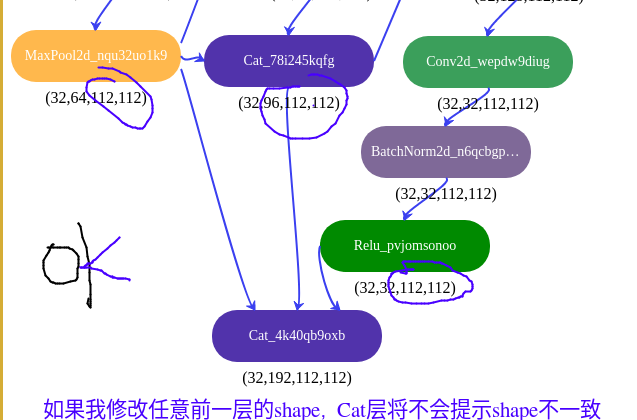 MaxPool2d_nqu32uo1k9
Cat_78i245kqfg
Conv2d_wepdw9diug
(32,64,112,112)
(32,96,112,112)
(32,32,112,112)
BatchNorm2d_n6qcbgp…
(32,32,112,112)
Relu_pvjomsonoo
(32,32,112,112)
ok
Cat_4k40qb9oxb
(32,192,112,112)
如果我修改任意前一层的shape, Cat层将不会提示shape不一致